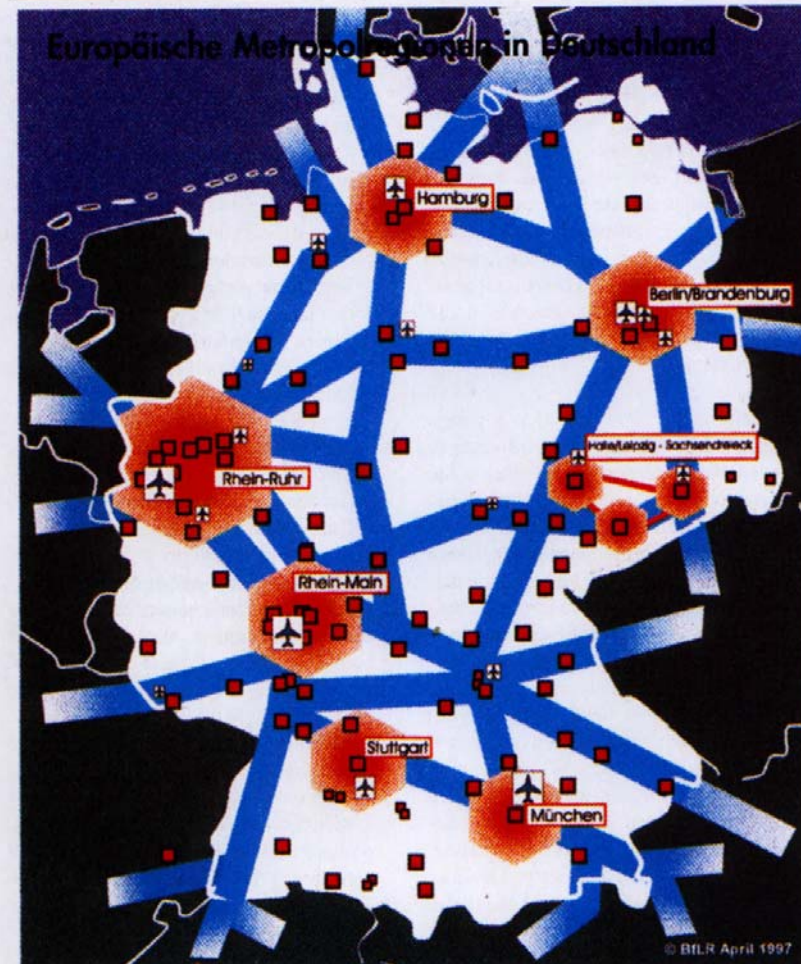 Europäische Metropolregionen in Deutschland
Hamburg
Berlin/Brandenburg
Halle/Leipzig - Sachsendreieck
Rhein-Ruhr
Rhein-Main
Stuttgart
München
© BfLR April 1997